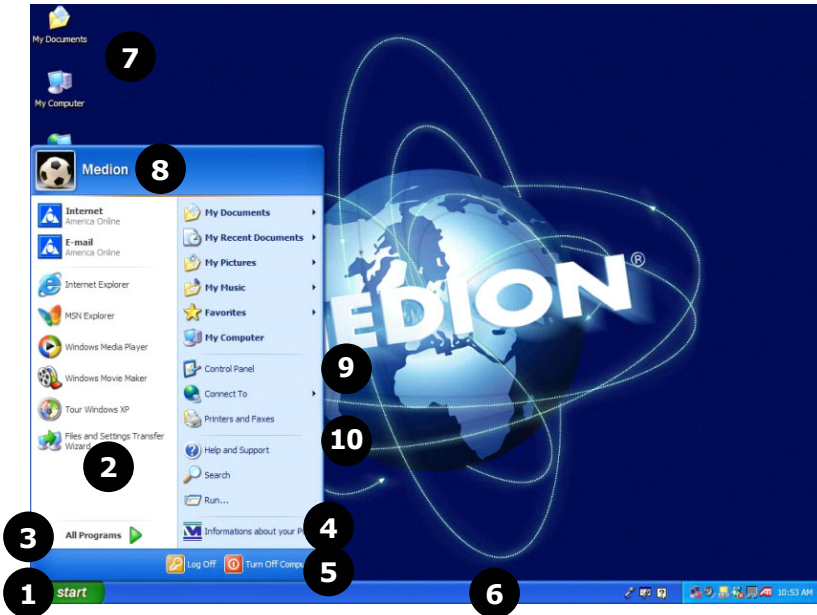 My Documents
7
My Computer
Medion
8
Internet
America Online
E-mail
America Online
Internet Explorer
MSN Explorer
Windows Media Player
Windows Movie Maker
Tour Windows XP
Files and Settings Transfer
Wizard
2
3
All Programs
My Documents
My Recent Documents
My Pictures
My Music
Favorites
My Computer
Control Panel
9
Connect To
Printers and Faxes
10
Help and Support
Search
Run...
Informations about your
4
Log Off
Turn Off
5
1
start
6
10:53 AM
EDION®